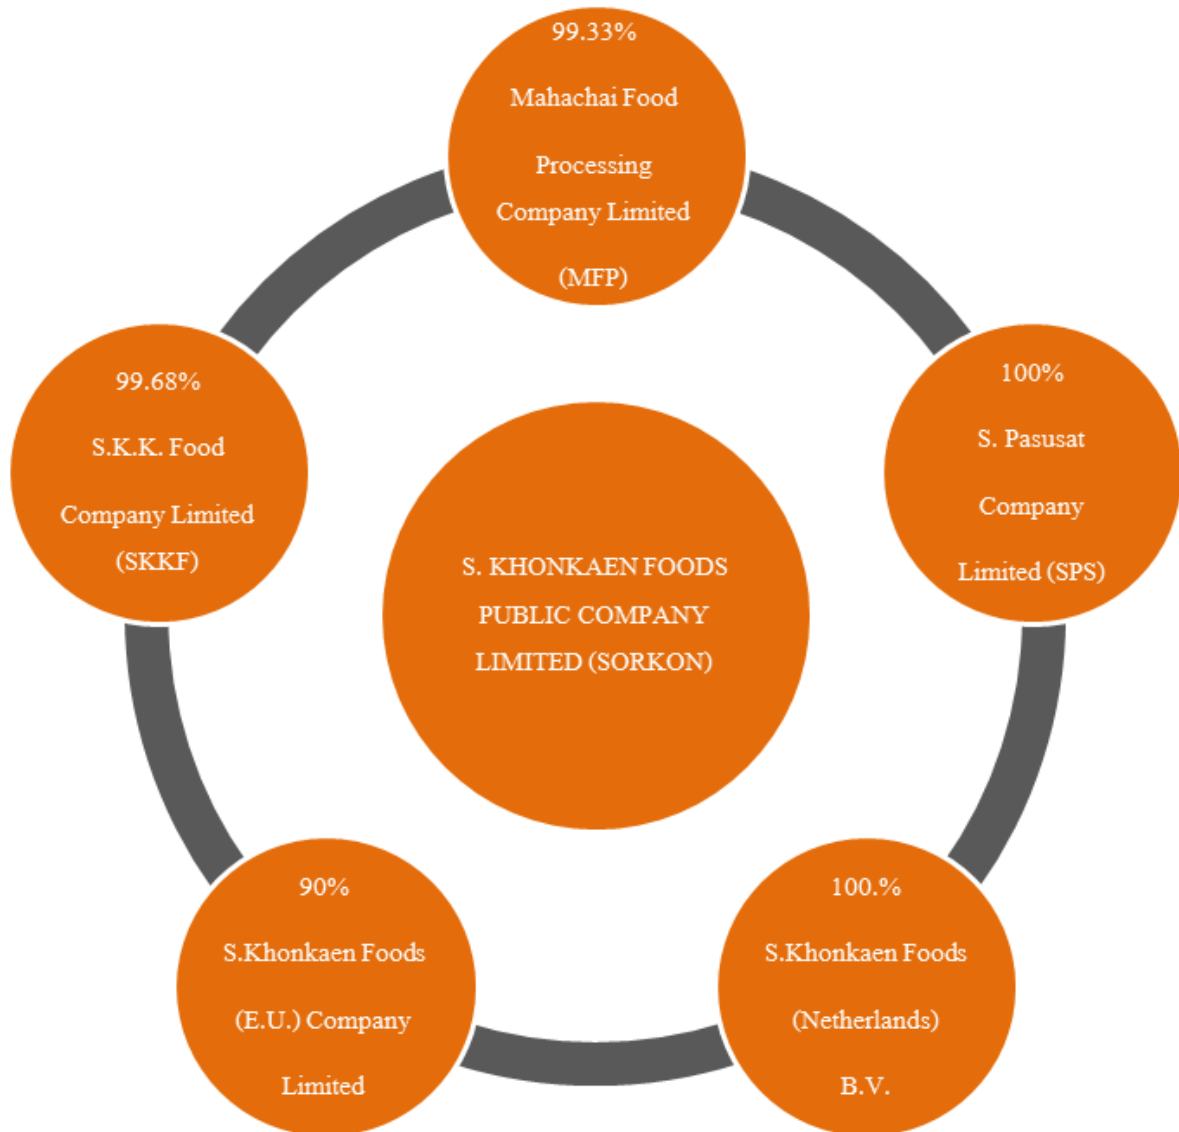 99.33%
Mahachai Food
Processing
Company Limited
(MFP)
99.68%
S.K.K. Food
Company Limited
(SKKF)
100%
S. Pasusat
Company
Limited (SPS)
S. KHONKAEN FOODS
PUBLIC COMPANY
LIMITED (SORKON)
90%
S.Khonkaen Foods
(E.U.) Company
Limited
100.%
S.Khonkaen Foods
(Netherlands)
B.V.